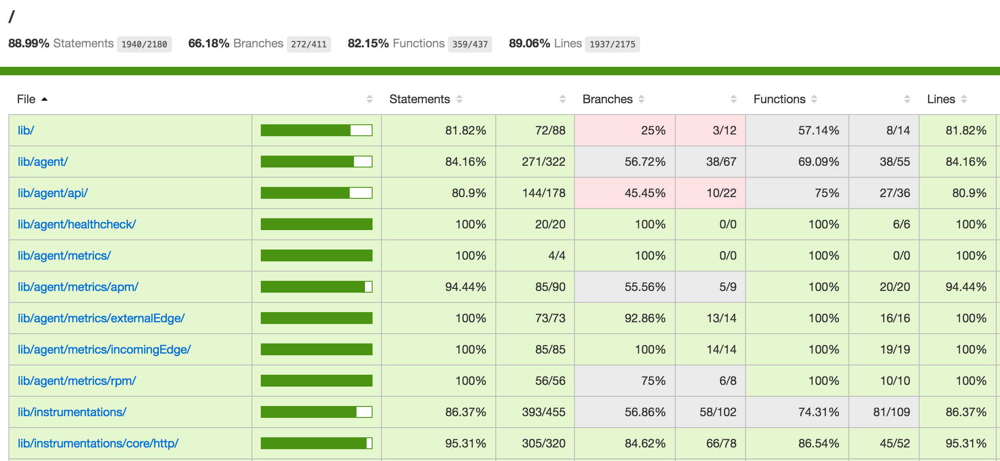 /
88.99% Statements 1940/2180 66.18% Branches 272/411 82.15% Functions 359/437 89.06% Lines 1937/2175
File Statements Branches Functions Lines
lib/ 81.82% 72/88 25% 3/12 57.14% 8/14 81.82%
lib/agent/ 84.16% 271/322 56.72% 38/67 69.09% 38/55 84.16%
lib/agent/api/ 80.9% 144/178 45.45% 10/22 75% 27/36 80.9%
lib/agent/healthcheck/ 100% 20/20 100% 0/0 100% 6/6 100%
lib/agent/metrics/ 100% 4/4 100% 0/0 100% 0/0 100%
lib/agent/metrics/apm/ 94.44% 85/90 55.56% 5/9 100% 20/20 94.44%
lib/agent/metrics/externalEdge/ 100% 73/73 92.86% 13/14 100% 16/16 100%
lib/agent/metrics/incomingEdge/ 100% 85/85 100% 14/14 100% 19/19 100%
lib/agent/metrics/rpm/ 100% 56/56 75% 6/8 100% 10/10 100%
lib/instrumentations/ 86.37% 393/455 56.86% 58/102 74.31% 81/109 86.37%
lib/instrumentations/core/http/ 95.31% 305/320 84.62% 66/78 86.54% 45/52 95.31%